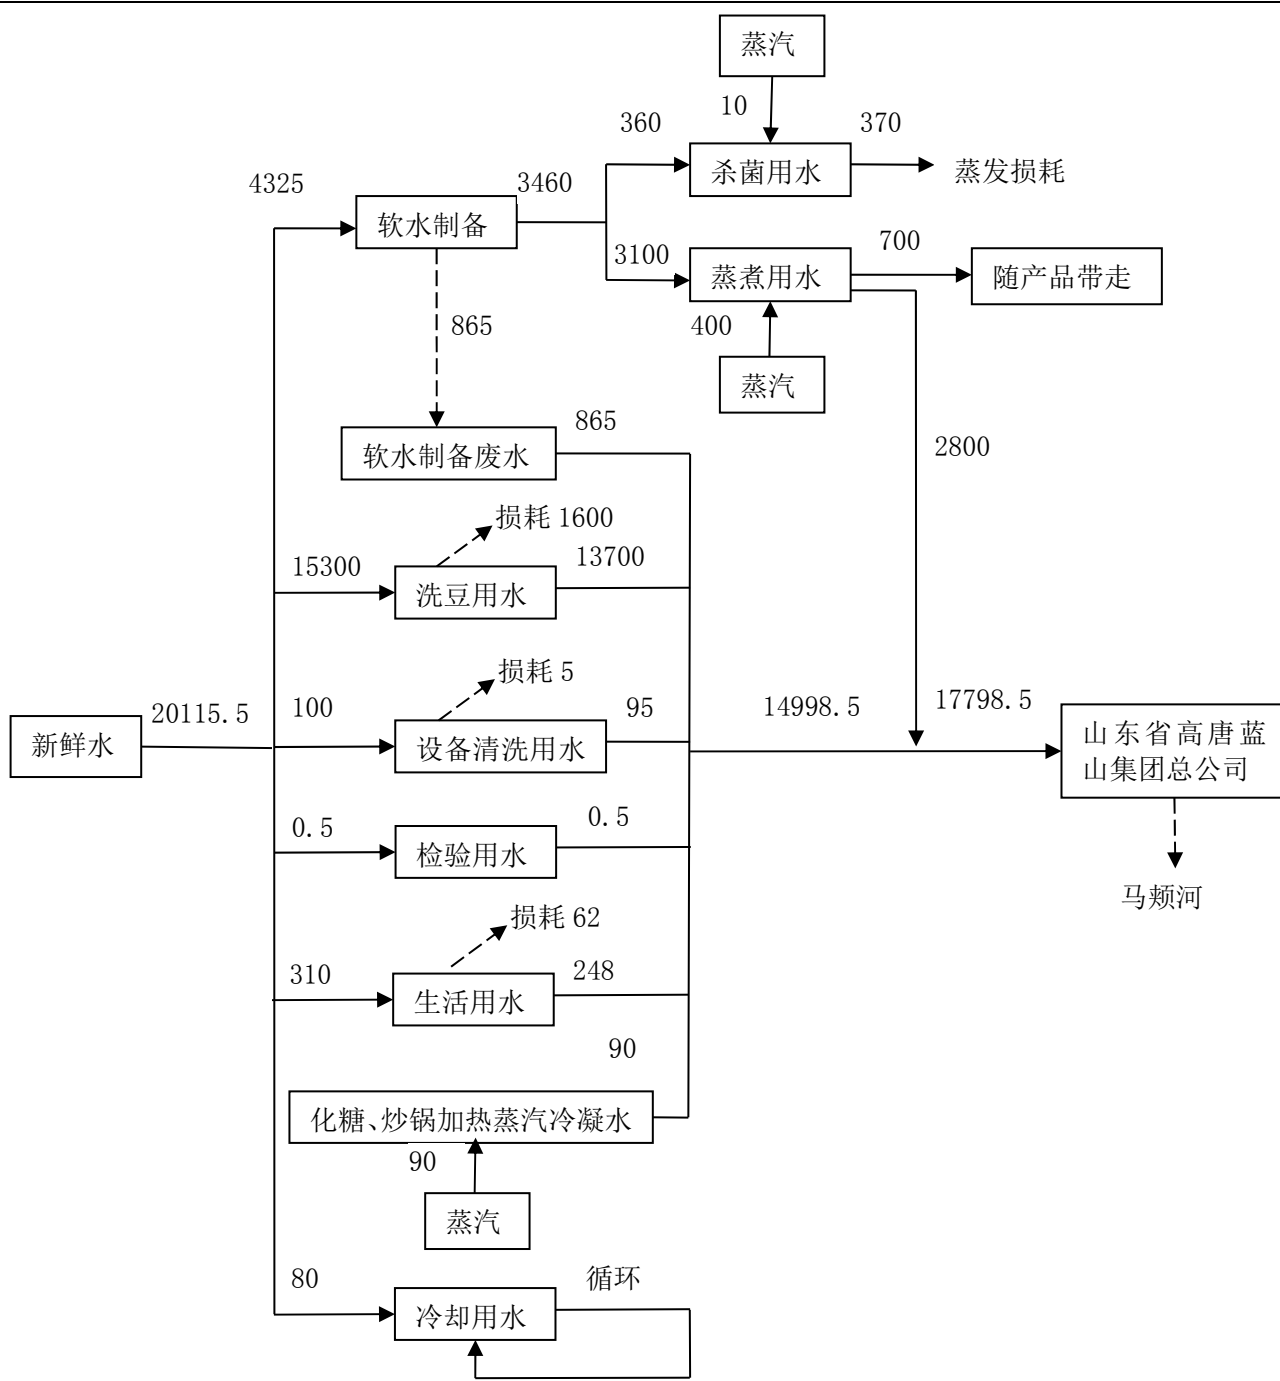 蒸汽
10
360
370
杀菌用水
蒸发损耗
4325
3460
软水制备
3100
700
蒸煮用水
随产品带走
865
400
蒸汽
865
软水制备废水
2800
损耗 1600
15300
13700
洗豆用水
损耗 5
100
95
设备清洗用水
20115.5
新鲜水
14998.5
17798.5
山东省高唐蓝
山集团总公司
0.5
0.5
检验用水
马颊河
损耗 62
310
248
生活用水
90
化糖、炒锅加热蒸汽冷凝水
90
蒸汽
80
循环
冷却用水